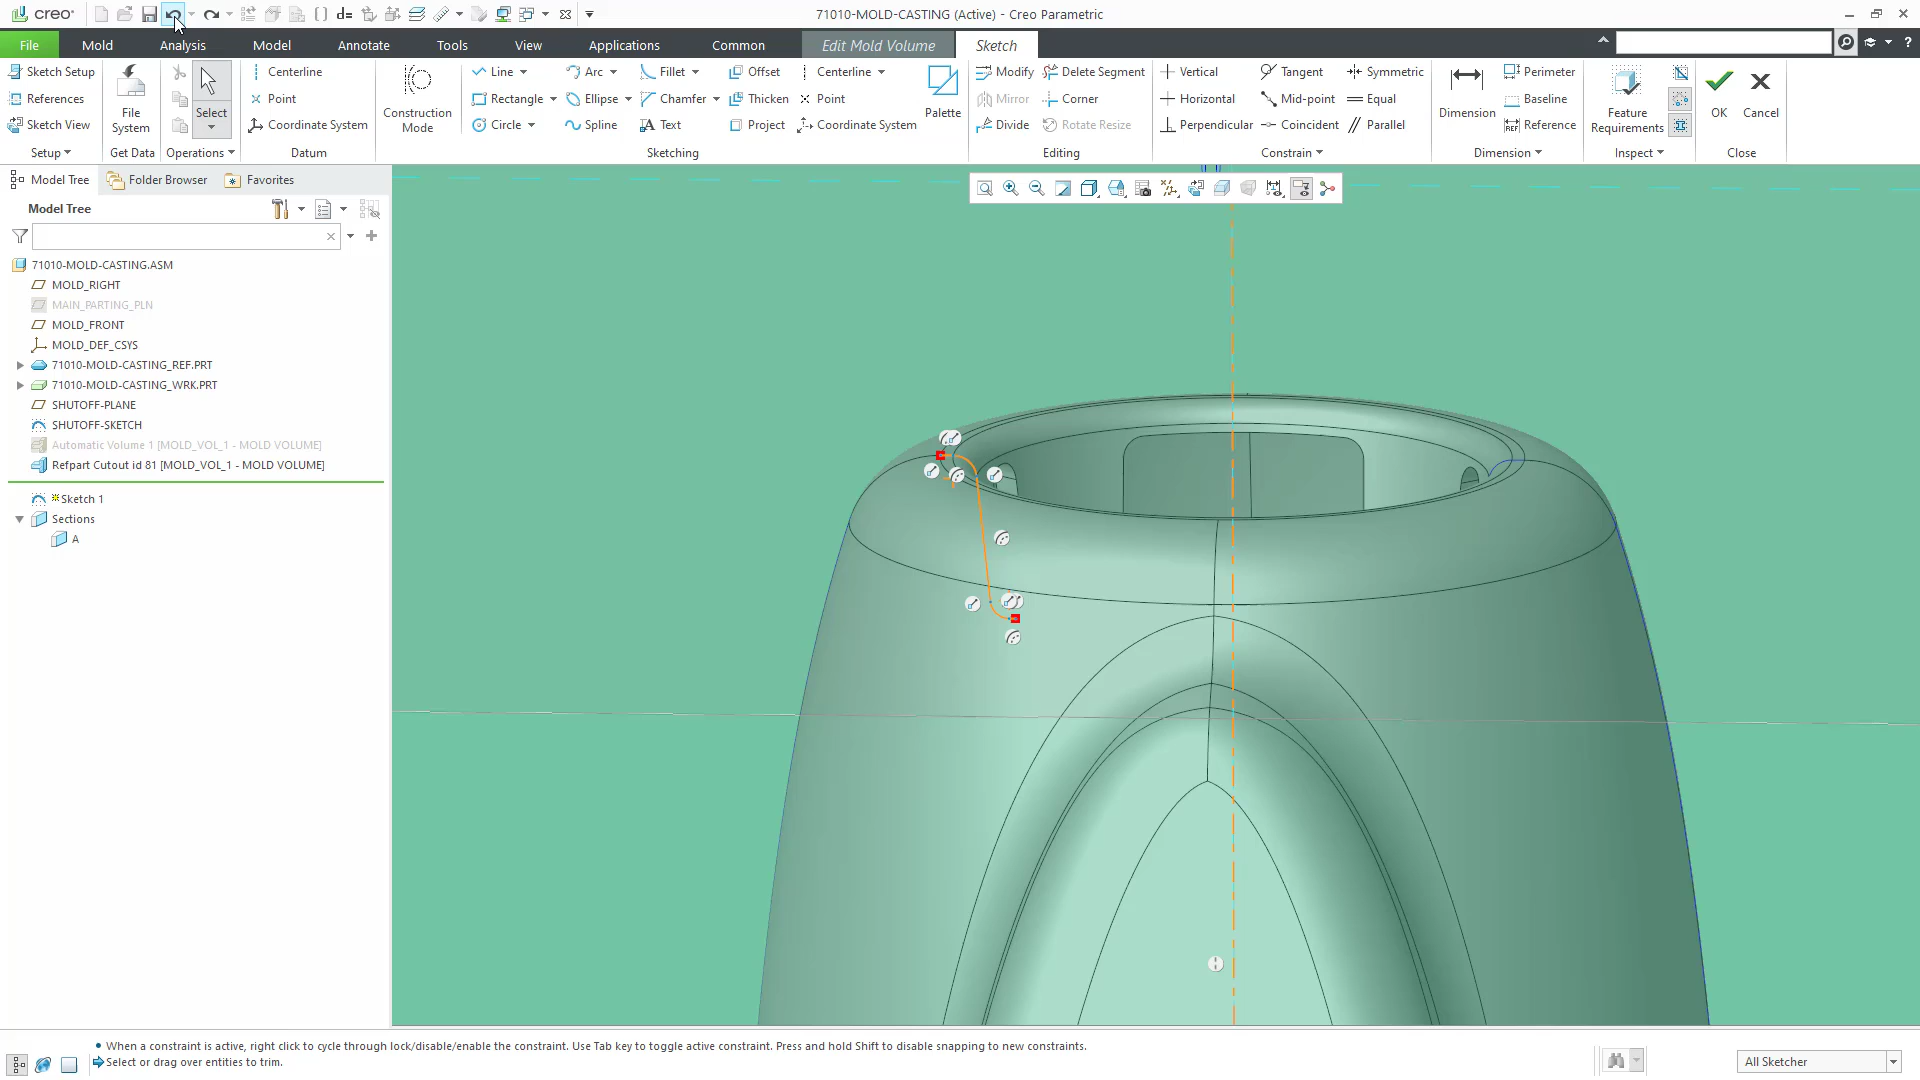 creo
71010-MOLD-CASTING (Active) - Creo Parametric
File Mold Analysis Model Annotate Tools View Applications Common Edit Mold Volume Sketch
Sketch Setup
References
Sketch View
Setup
File System
Get Data
Select
Operations
Centerline
Point
Coordinate System
Datum
Construction Mode
Line Arc Fillet Offset Centerline
Rectangle Ellipse Chamfer Thicken Point
Circle Spline Text Project Coordinate System
Palette
Sketching
Modify Delete Segment
Mirror Corner
Divide Rotate Resize
Editing
Vertical Tangent Symmetric
Horizontal Mid-point Equal
Perpendicular Coincident Parallel
Constrain
Dimension
Perimeter
Baseline
REF Reference
Dimension
Feature Requirements
Inspect
OK Cancel
Close
Model Tree Folder Browser Favorites
Model Tree
71010-MOLD-CASTING.ASM
MOLD_RIGHT
MAIN_PARTING_PLN
MOLD_FRONT
MOLD_DEF_CSYS
71010-MOLD-CASTING_REF.PRT
71010-MOLD-CASTING_WRK.PRT
SHUTOFF-PLANE
SHUTOFF-SKETCH
Automatic Volume 1 [MOLD_VOL_1 - MOLD VOLUME]
Refpart Cutout id 81 [MOLD_VOL_1 - MOLD VOLUME]
Sketch 1
Sections
A
When a constraint is active, right click to cycle through lock/disable/enable the constraint. Use Tab key to toggle active constraint. Press and hold Shift to disable snapping to new constraints.
Select or drag over entities to trim.
All Sketcher